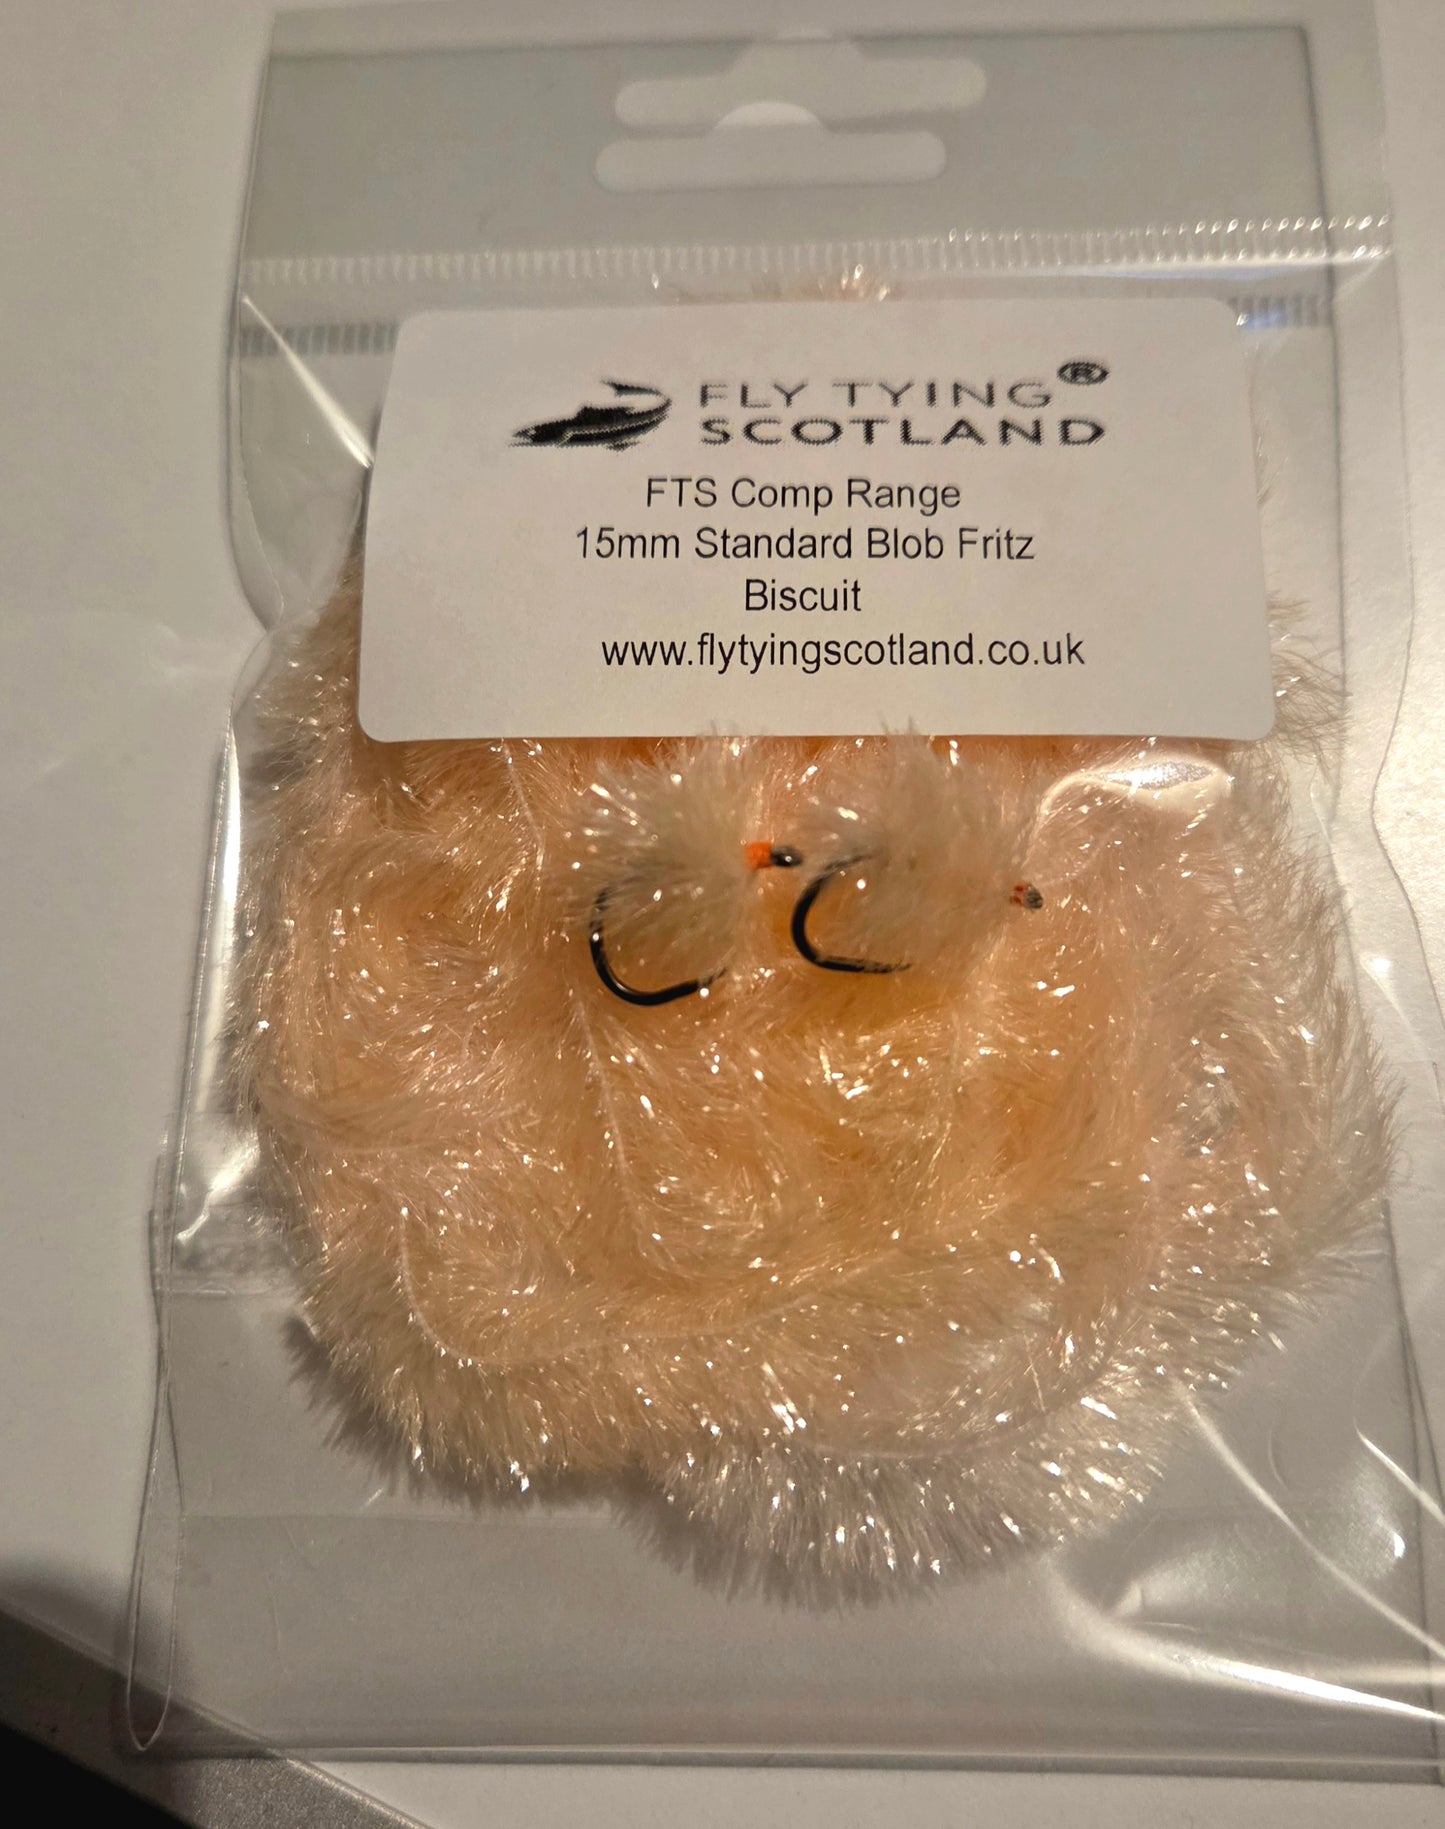 FLY TYING®
SCOTLAND
FTS Comp Range
15mm Standard Blob Fritz
Biscuit
www.flytyingscotland.co.uk